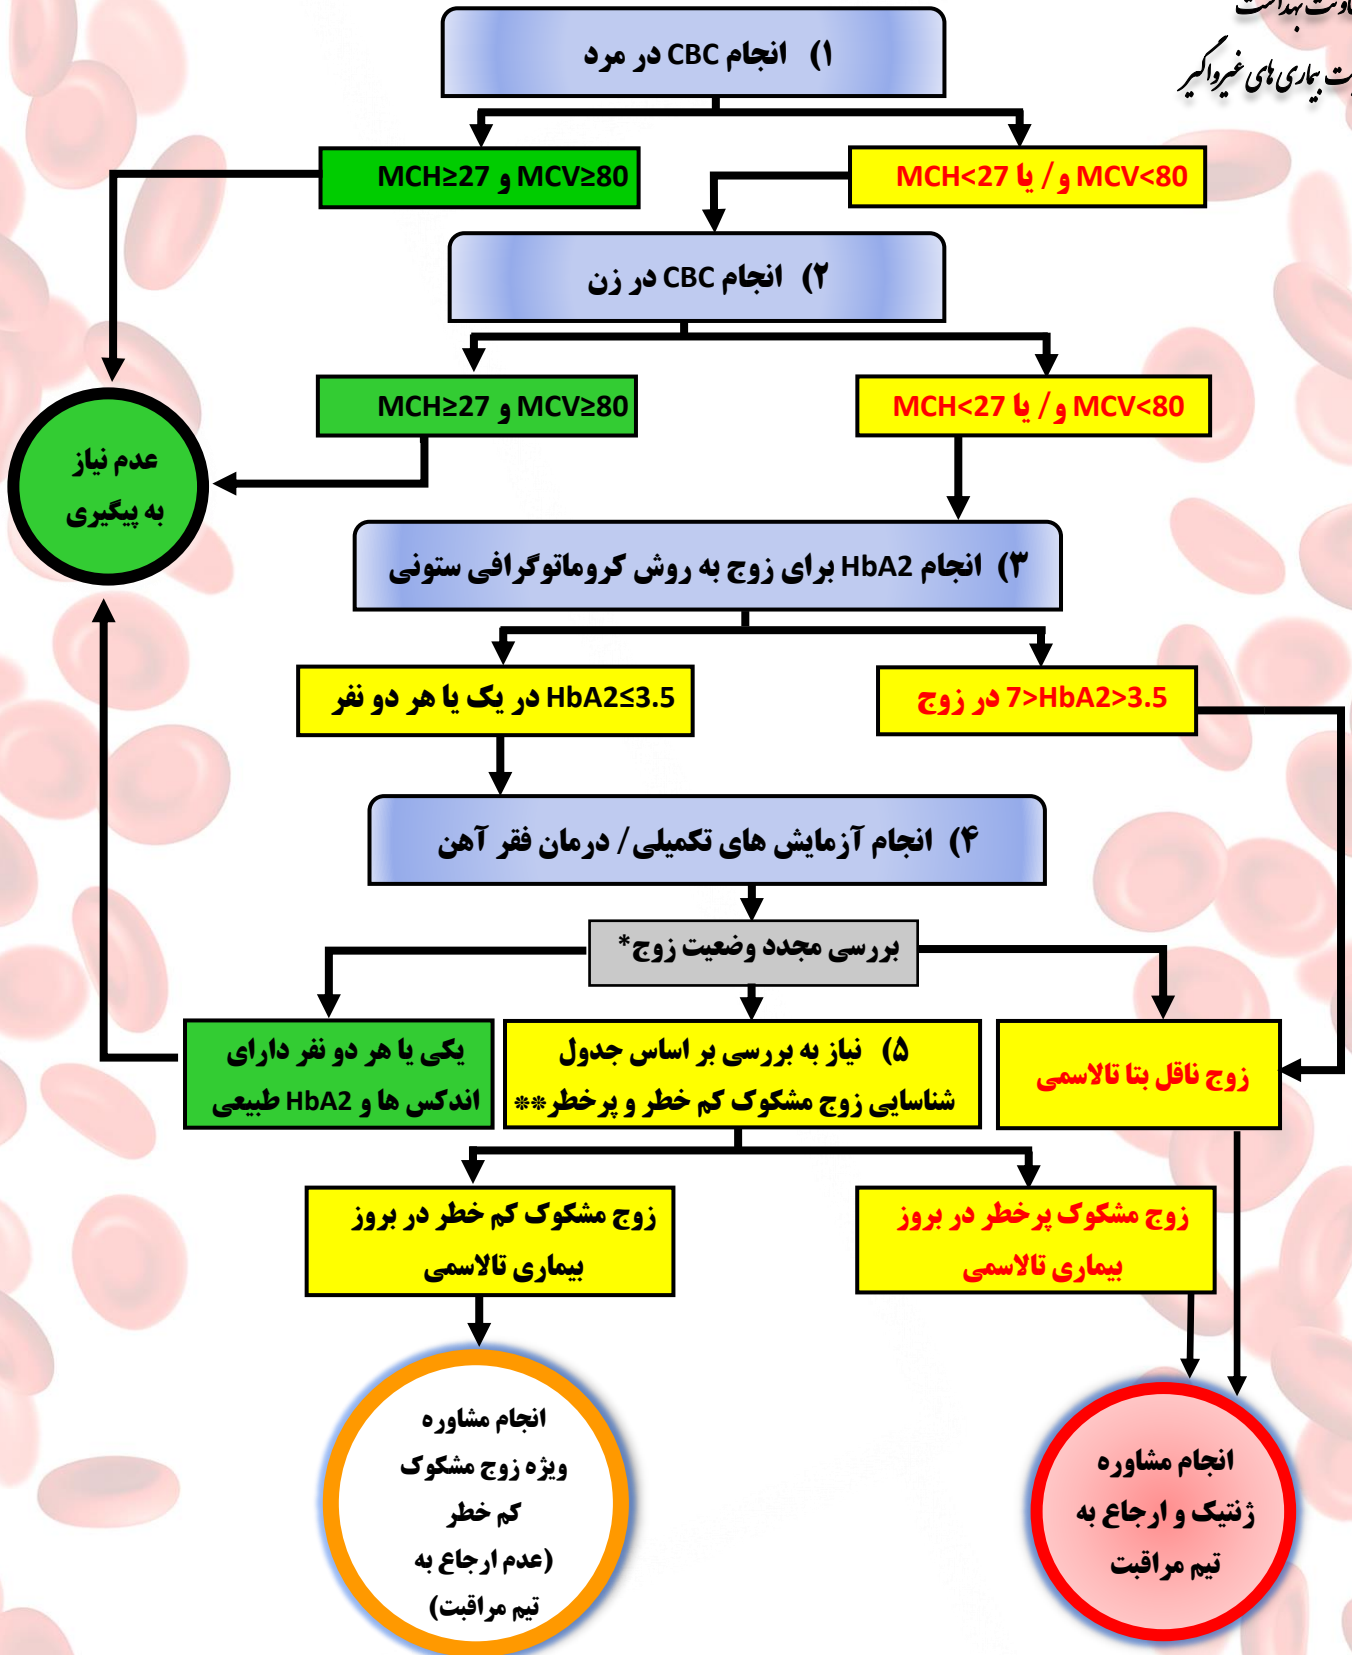 معاونت بهداشت
بیماری های غیرواگیر
۱) انجام CBC در مرد
MCV<80 و/ یا MCH<27
MCV≥80 و MCH≥27
۲) انجام CBC در زن
MCV<80 و/ یا MCH<27
MCV≥80 و MCH≥27
عدم نیاز
به پیگیری
۳) انجام HbA2 برای زوج به روش کروماتوگرافی ستونی
7>HbA2>3.5 در زوج
HbA2≤3.5 در یک یا هر دو نفر
۴) انجام آزمایش های تکمیلی/ درمان فقر آهن
بررسی مجدد وضعیت زوج*
زوج ناقل بتا تالاسمی
۵) نیاز به بررسی بر اساس جدول
شناسایی زوج مشکوک کم خطر و پرخطر**
یکی یا هر دو نفر دارای
اندکس ها و HbA2 طبیعی
زوج مشکوک پرخطر در بروز
بیماری تالاسمی
زوج مشکوک کم خطر در بروز
بیماری تالاسمی
انجام مشاوره
ژنتیک و ارجاع به
تیم مراقبت
انجام مشاوره
ویژه زوج مشکوک
کم خطر
(عدم ارجاع به
تیم مراقبت)